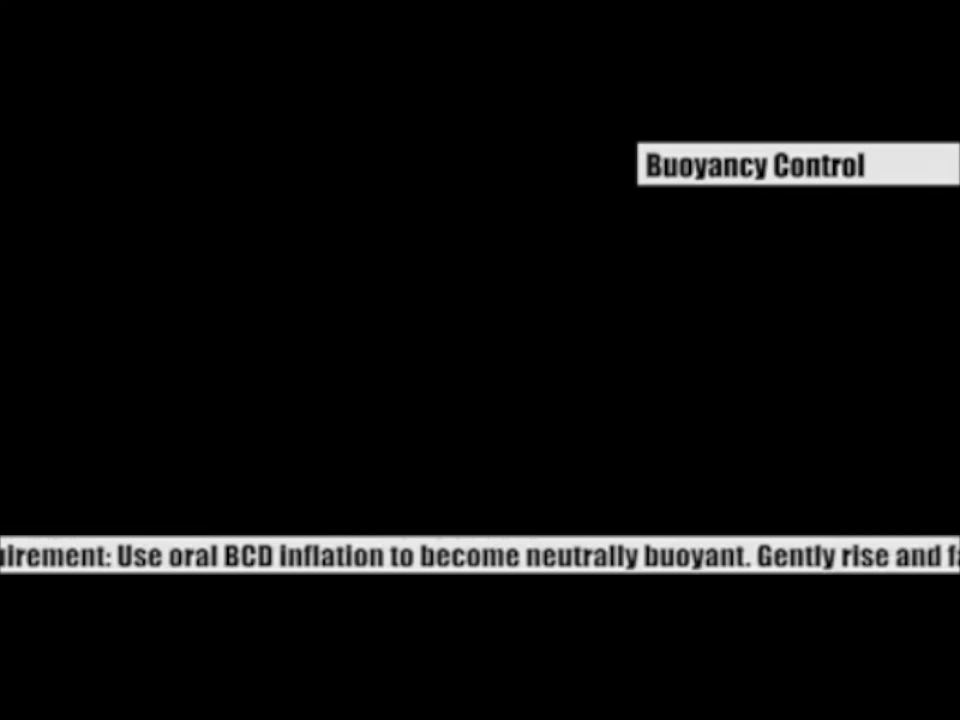 Buoyancy Control
Use oral BCD inflation to become neutrally buoyant. Gently rise and